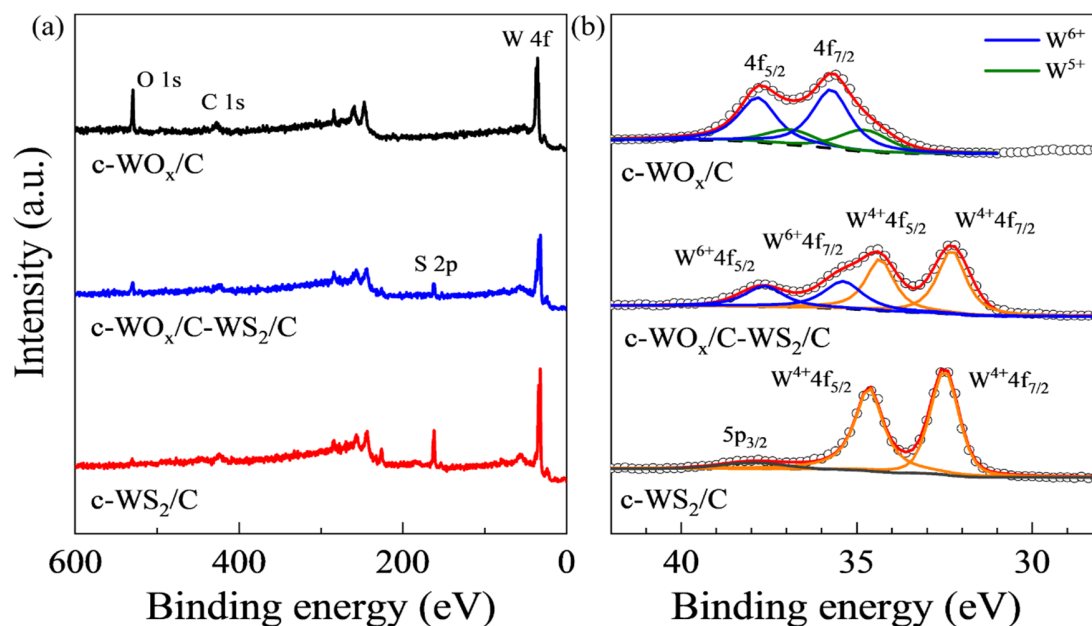 (a)
W 4f
O 1s
C 1s
c-WOₓ/C
S 2p
c-WOₓ/C-WS₂/C
c-WS₂/C
Intensity (a.u.)
600 400 200 0
Binding energy (eV)
(b)
W⁶⁺
W⁵⁺
4f₅/₂ 4f₇/₂
c-WOₓ/C
W⁶⁺4f₅/₂ W⁶⁺4f₇/₂ W⁴⁺4f₅/₂ W⁴⁺4f₇/₂
c-WOₓ/C-WS₂/C
W⁴⁺4f₅/₂ W⁴⁺4f₇/₂
5p₃/₂
c-WS₂/C
40 35 30
Binding energy (eV)